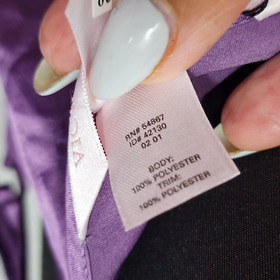 RN# 54867
ID# 42130
02 01
BODY:
100% POLYESTER
TRIM:
100% POLYESTER